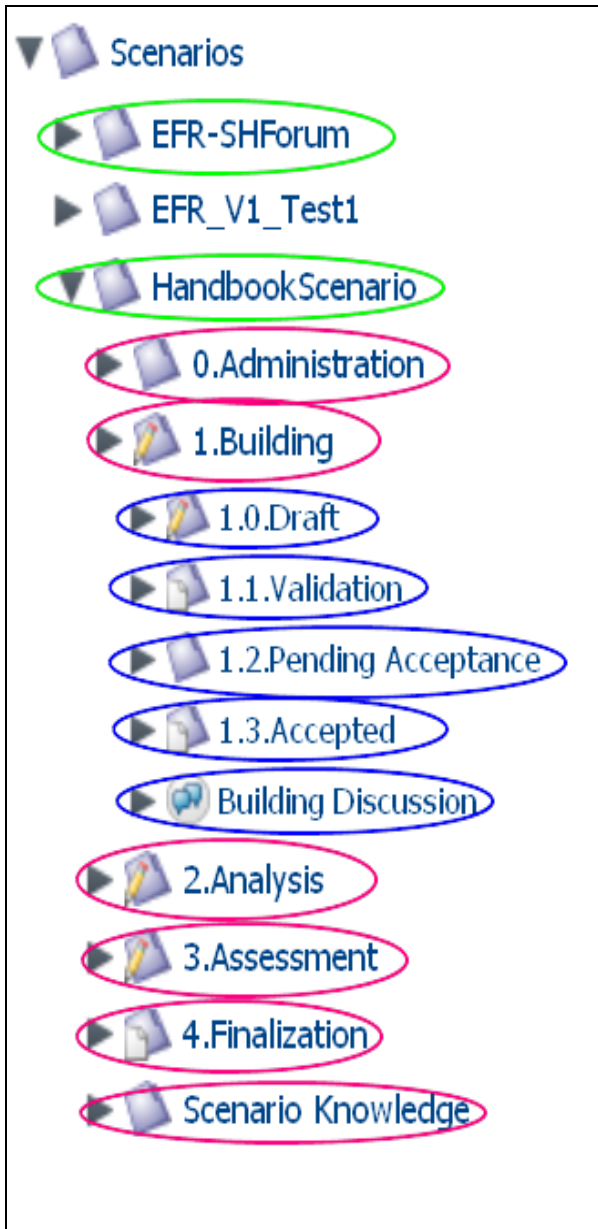 Scenarios
EFR-SHForum
EFR_V1_Test1
HandbookScenario
0.Administration
1.Building
1.0.Draft
1.1.Validation
1.2.Pending Acceptance
1.3.Accepted
Building Discussion
2.Analysis
3.Assessment
4.Finalization
Scenario Knowledge